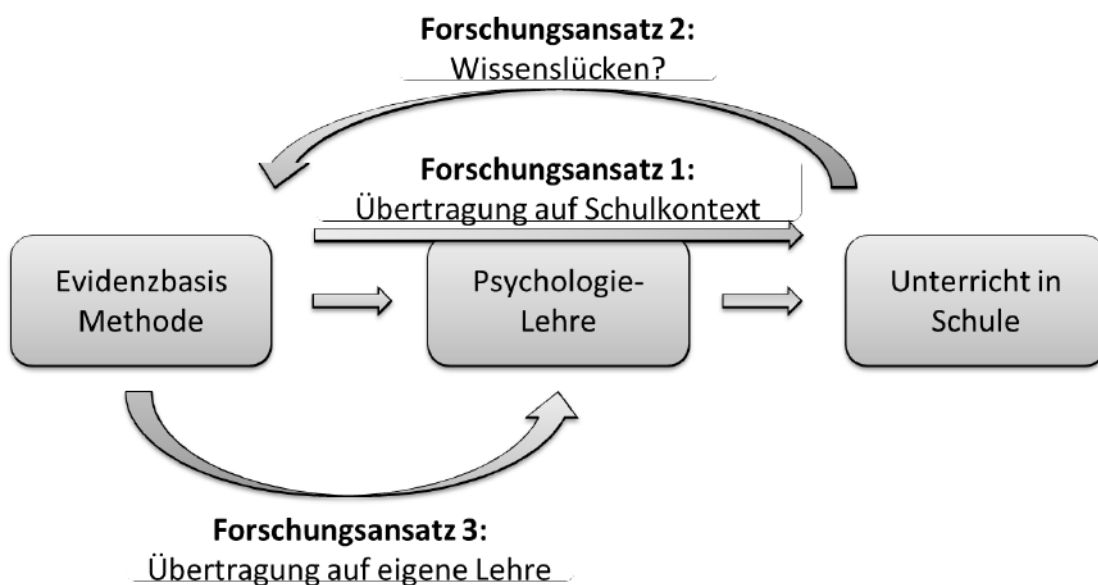 Forschungsansatz 2:
Wissenslücken?
Forschungsansatz 1:
Übertragung auf Schulkontext
Evidenzbasis
Methode
Psychologie-
Lehre
Unterricht in
Schule
Forschungsansatz 3:
Übertragung auf eigene Lehre